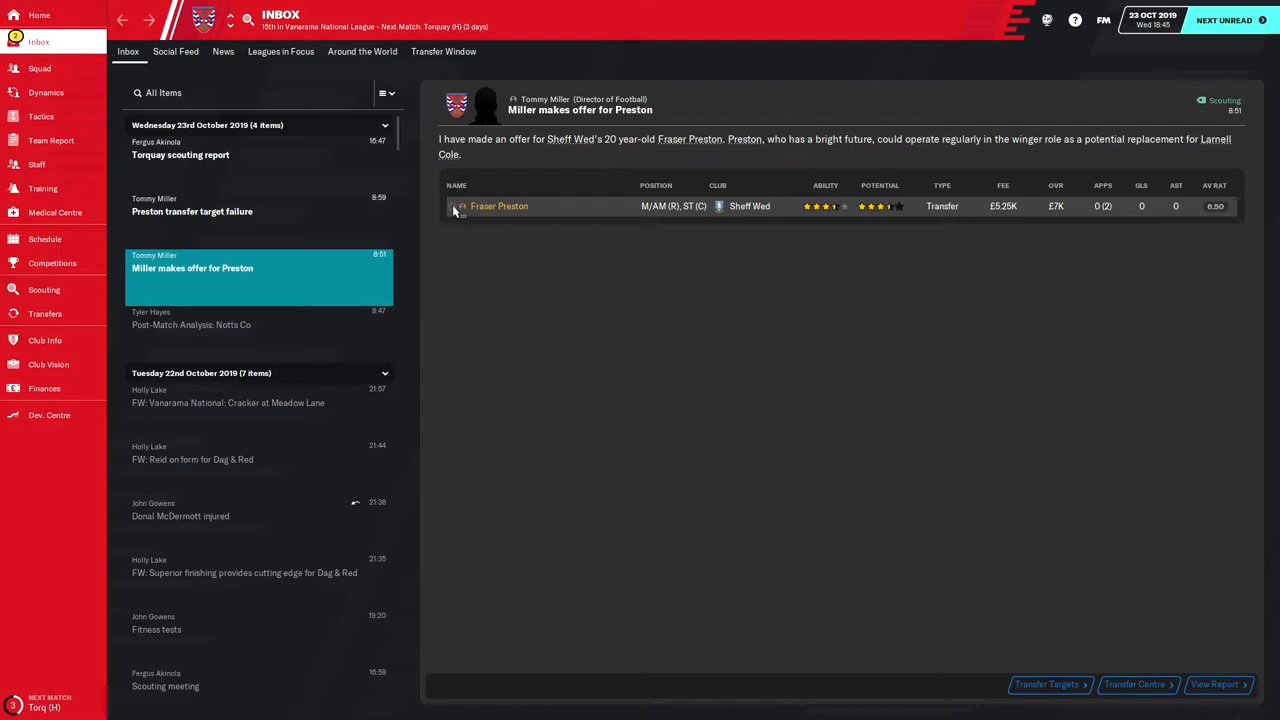 Home
2
Inbox
Squad
Dynamics
Tactics
Team Report
Staff
Training
Medical Centre
Schedule
Competitions
Scouting
Transfers
Club Info
Club Vision
Finances
Dev. Centre
3
NEXT MATCH
Torq (H)
INBOX
15th in Vanarama National League - Next Match: Torquay (H) (3 days)
?
FM
23 OCT 2019
Wed 18:45
NEXT UNREAD
Inbox Social Feed News Leagues in Focus Around the World Transfer Window
All Items
Wednesday 23rd October 2019 (4 items)
Fergus Akinola 16:47
Torquay scouting report
Tommy Miller 8:59
Preston transfer target failure
Tommy Miller 8:51
Miller makes offer for Preston
Tyler Hayes 8:47
Post-Match Analysis: Notts Co
Tuesday 22nd October 2019 (7 items)
Holly Lake 21:57
FW: Vanarama National: Cracker at Meadow Lane
Holly Lake 21:44
FW: Reid on form for Dag & Red
John Gowens 21:38
Donal McDermott injured
Holly Lake 21:35
FW: Superior finishing provides cutting edge for Dag & Red
John Gowens 19:20
Fitness tests
Fergus Akinola 16:59
Scouting meeting
Tommy Miller (Director of Football)
Miller makes offer for Preston
Scouting
8:51
I have made an offer for Sheff Wed's 20 year-old Fraser Preston. Preston, who has a bright future, could operate regularly in the winger role as a potential replacement for Larnell
Cole.
NAME POSITION CLUB ABILITY POTENTIAL TYPE FEE OVR APPS GLS AST AV RAT
Fraser Preston M/AM (R), ST (C) Sheff Wed Transfer £5.25K £7K 0 (2) 0 0 6.50
Transfer Targets Transfer Centre View Report